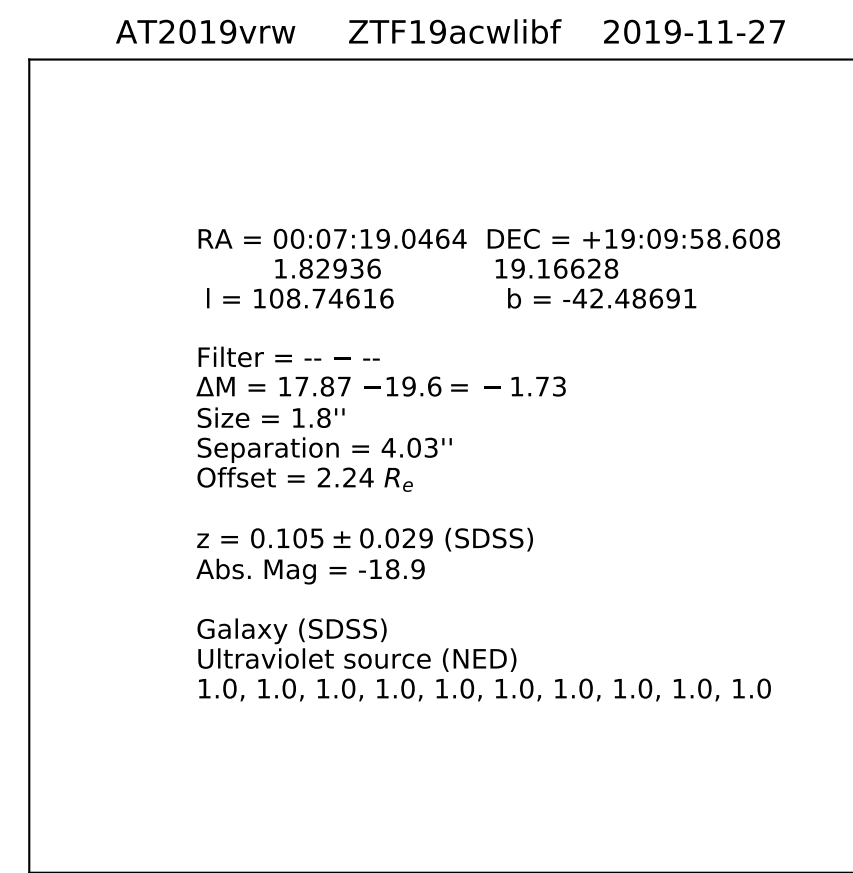 AT2019vrw ZTF19acwlibf 2019-11-27
RA = 00:07:19.0464 DEC = +19:09:58.608
1.82936 19.16628
l = 108.74616 b = -42.48691
Filter = -- − --
ΔM = 17.87 −19.6 = −1.73
Size = 1.8''
Separation = 4.03''
Offset = 2.24 Rₑ
z = 0.105 ± 0.029 (SDSS)
Abs. Mag = -18.9
Galaxy (SDSS)
Ultraviolet source (NED)
1.0, 1.0, 1.0, 1.0, 1.0, 1.0, 1.0, 1.0, 1.0, 1.0